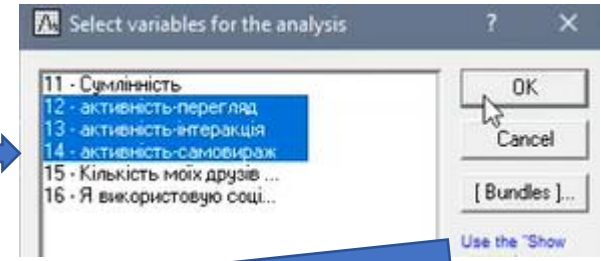 Select variables for the analysis ? ×
11 - Сумлінність
12 - активність-перегляд
13 - активність-інтеракція
14 - активність-самовираж
15 - Кількість моїх друзів ...
16 - Я використовую соці...
OK
Cancel
[ Bundles ]...
Use the "Show